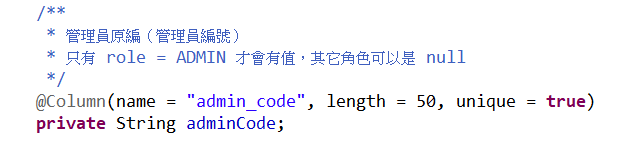 /**
 * 管理員原編（管理員編號）
 * 只有 role = ADMIN 才會有值，其它角色可以是 null
 */
@Column(name = "admin_code", length = 50, unique = true)
private String adminCode;